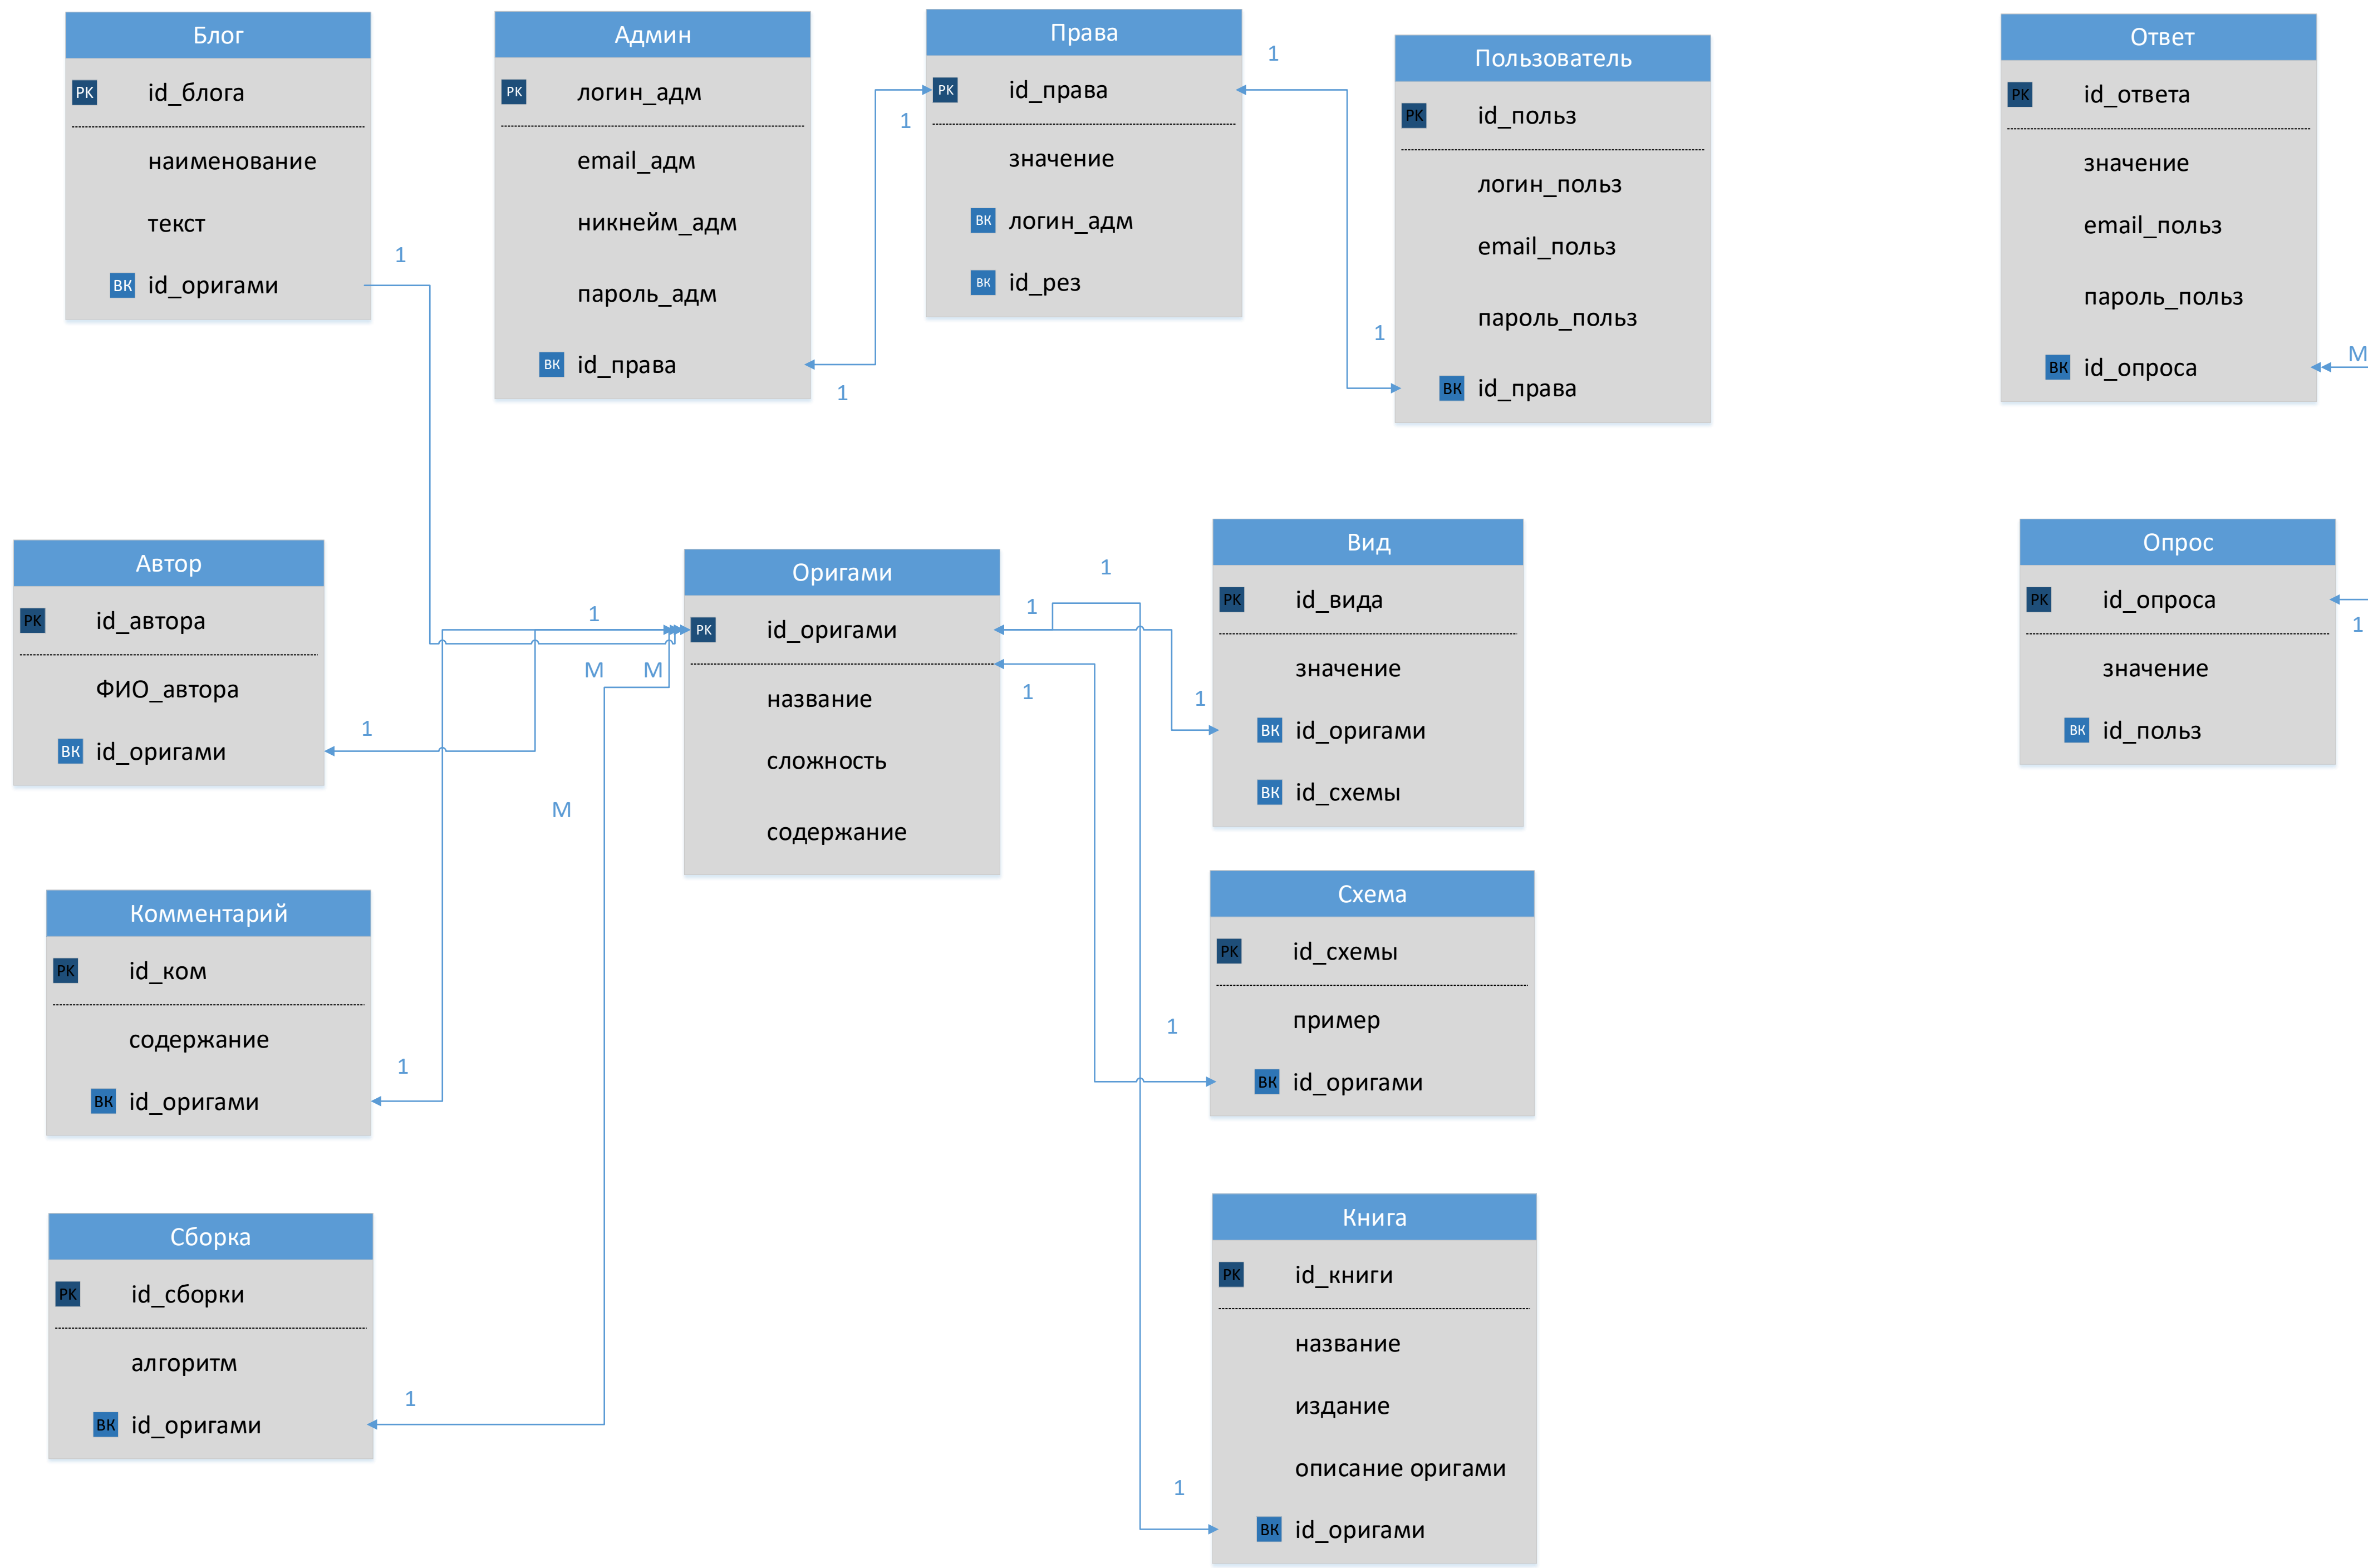 Блог
PK id_блога
наименование
текст
ВК id_оригами
1
Админ
PK логин_адм
email_адм
никнейм_адм
пароль_адм
ВК id_права
1
1
Права
PK id_права
значение
ВК логин_адм
ВК id_рез
1
1
Пользователь
PK id_польз
логин_польз
email_польз
пароль_польз
ВК id_права
Ответ
PK id_ответа
значение
email_польз
пароль_польз
ВК id_опроса
М
Автор
PK id_автора
ФИО_автора
ВК id_оригами
1
1
М М
М
Оригами
PK id_оригами
название
сложность
содержание
1
1
1
1
Вид
PK id_вида
значение
ВК id_оригами
ВК id_схемы
Опрос
PK id_опроса
значение
ВК id_польз
1
Комментарий
PK id_ком
содержание
ВК id_оригами
1
Схема
PK id_схемы
пример
ВК id_оригами
1
Сборка
PK id_сборки
алгоритм
ВК id_оригами
1
Книга
PK id_книги
название
издание
описание оригами
ВК id_оригами
1